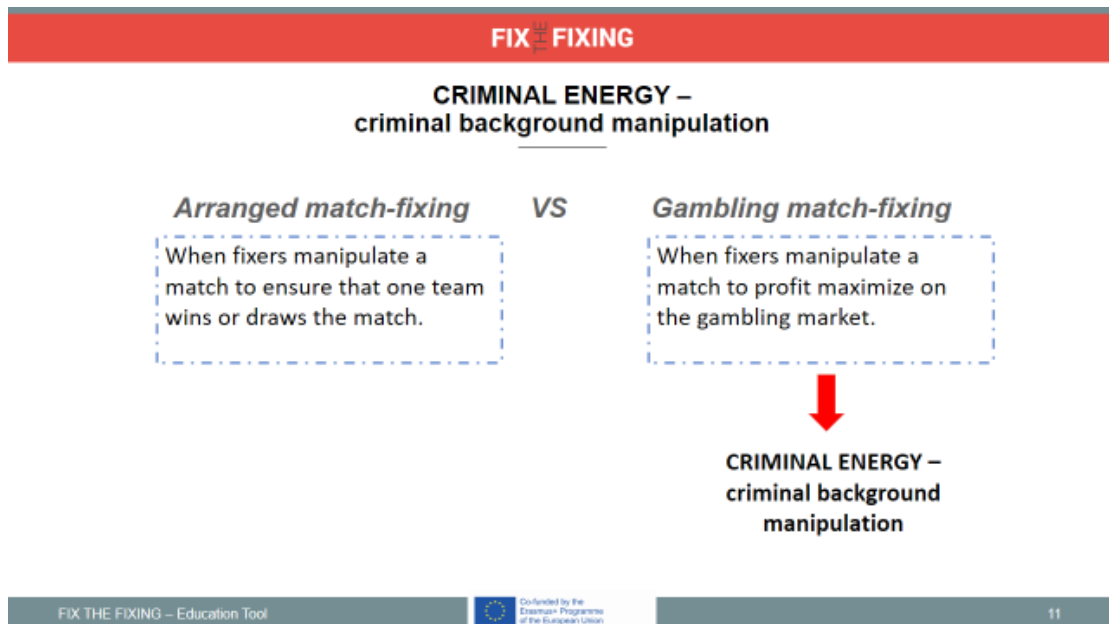 FIX THE FIXING
CRIMINAL ENERGY –
criminal background manipulation
Arranged match-fixing VS Gambling match-fixing
When fixers manipulate a
match to ensure that one team
wins or draws the match.
When fixers manipulate a
match to profit maximize on
the gambling market.
CRIMINAL ENERGY –
criminal background
manipulation
FIX THE FIXING – Education Tool
Co-funded by the
Erasmus+ Programme
of the European Union
11